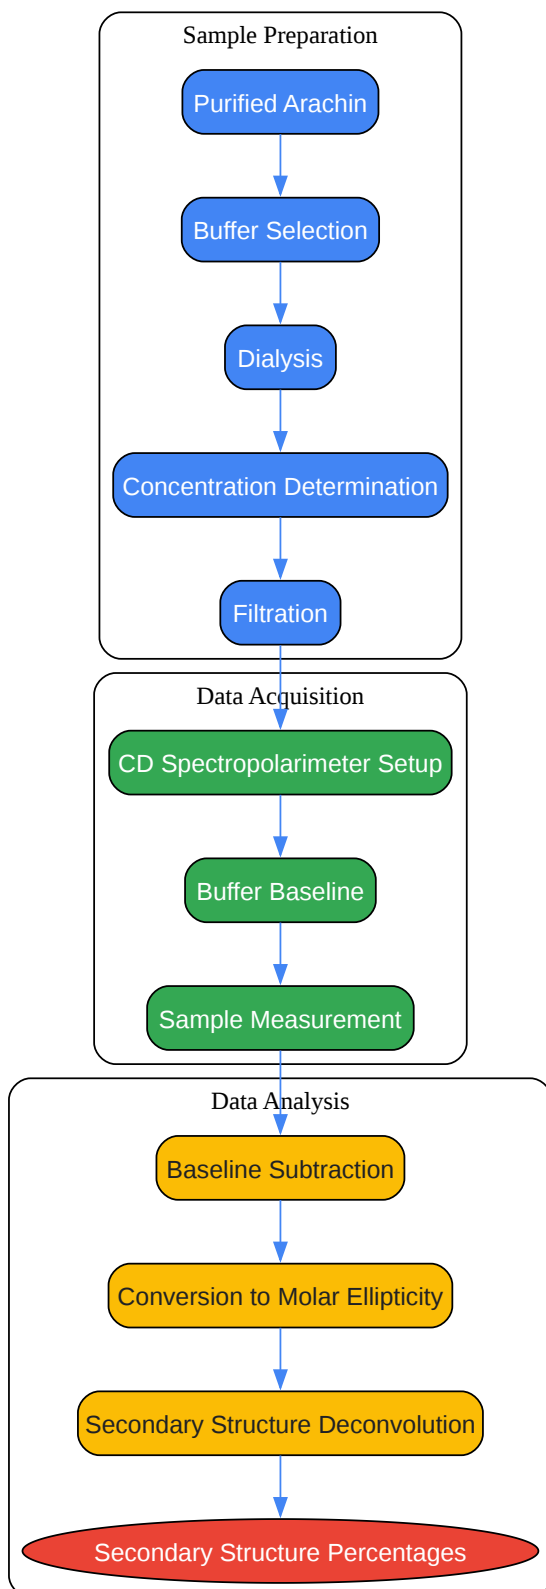 Sample Preparation
Purified Arachin
Buffer Selection
Dialysis
Concentration Determination
Filtration
Data Acquisition
CD Spectropolarimeter Setup
Buffer Baseline
Sample Measurement
Data Analysis
Baseline Subtraction
Conversion to Molar Ellipticity
Secondary Structure Deconvolution
Secondary Structure Percentages